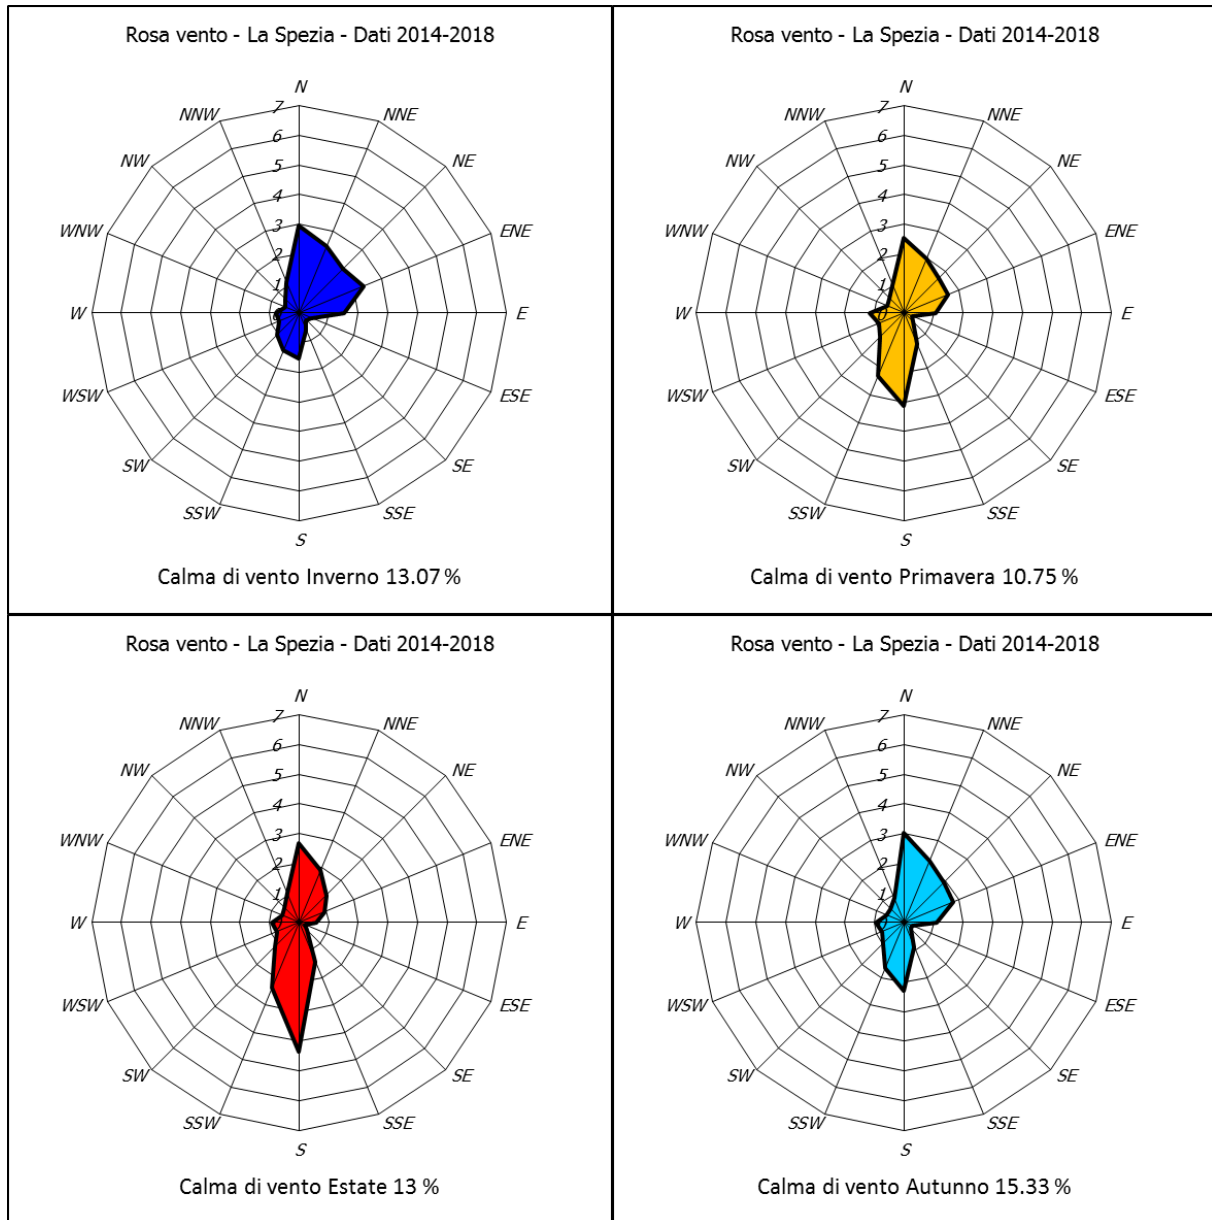 Rosa vento - La Spezia - Dati 2014-2018
N
NNE
NE
ENE
E
ESE
SE
SSE
S
SSW
SW
WSW
W
WNW
NW
NNW
7
6
5
4
3
2
1
0
Calma di vento Inverno 13.07 %
Rosa vento - La Spezia - Dati 2014-2018
N
NNE
NE
ENE
E
ESE
SE
SSE
S
SSW
SW
WSW
W
WNW
NW
NNW
7
6
5
4
3
2
1
0
Calma di vento Primavera 10.75 %
Rosa vento - La Spezia - Dati 2014-2018
N
NNE
NE
ENE
E
ESE
SE
SSE
S
SSW
SW
WSW
W
WNW
NW
NNW
7
6
5
4
3
2
1
Calma di vento Estate 13 %
Rosa vento - La Spezia - Dati 2014-2018
N
NNE
NE
ENE
E
ESE
SE
SSE
S
SSW
SW
WSW
W
WNW
NW
NNW
7
6
5
4
3
2
1
Calma di vento Autunno 15.33 %